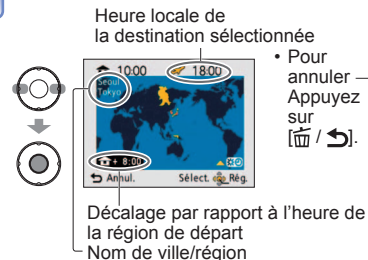 Heure locale de
la destination sélectionnée
10:00 18:00
Seoul
Tokyo
+ 8:00
Annul. Sélect. Rég.
• Pour
annuler —
Appuyez
sur
[ / ].
Décalage par rapport à l'heure de
la région de départ
Nom de ville/région